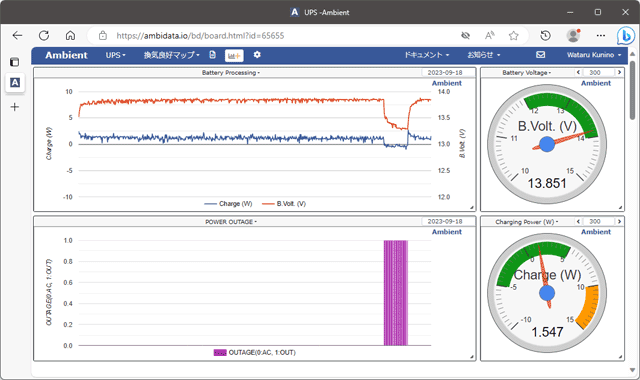 UPS -Ambient
https://ambidata.io/bd/board.html?id=65655
Ambient UPS 換気良好マップ ドキュメント お知らせ Wataru Kunino
Battery Processing 2023-09-18
Ambient
Charge (W)
10
5
0
-5
-10
14.0
13.5
13.0
12.5
12.0
B.Volt. (V)
Charge (W) B.Volt. (V)
Battery Voltage 300
Ambient
B.Volt. (V)
10 11 12 13 14 15
13.851
POWER OUTAGE 2023-09-18
Ambient
OUTAGE(0:AC, 1:OUT)
1.0
0.8
0.6
0.4
0.2
0.0
OUTAGE(0:AC, 1:OUT)
Charging Power (W) 300
Ambient
Charge (W)
-10 -5 0 5 10 15
1.547